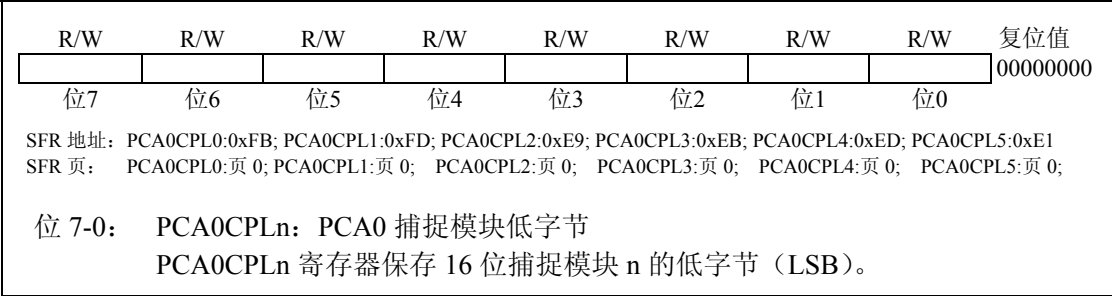 R/W R/W R/W R/W R/W R/W R/W R/W 复位值
00000000
位7 位6 位5 位4 位3 位2 位1 位0
SFR 地址：PCA0CPL0:0xFB; PCA0CPL1:0xFD; PCA0CPL2:0xE9; PCA0CPL3:0xEB; PCA0CPL4:0xED; PCA0CPL5:0xE1
SFR 页： PCA0CPL0:页 0; PCA0CPL1:页 0; PCA0CPL2:页 0; PCA0CPL3:页 0; PCA0CPL4:页 0; PCA0CPL5:页 0;
位 7-0： PCA0CPLn：PCA0 捕捉模块低字节
PCA0CPLn 寄存器保存 16 位捕捉模块 n 的低字节（LSB）。